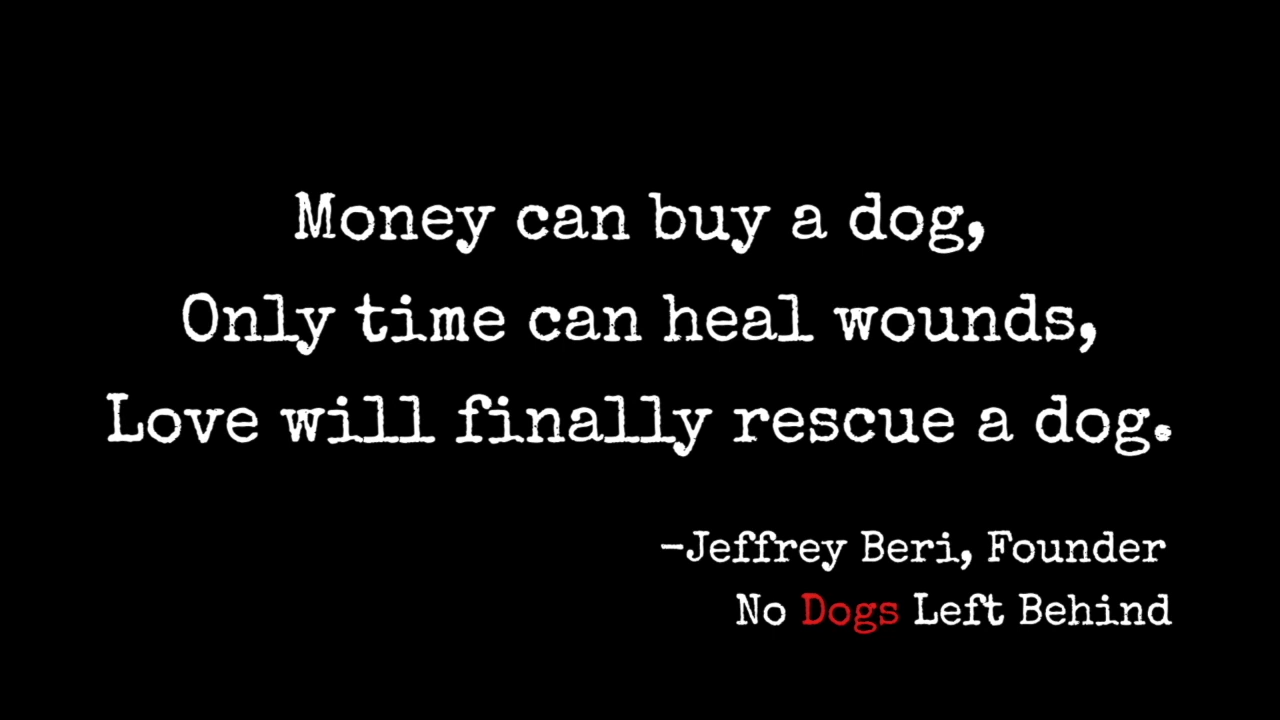 Money can buy a dog,
Only time can heal wounds,
Love will finally rescue a dog.
-Jeffrey Beri, Founder
No Dogs Left Behind